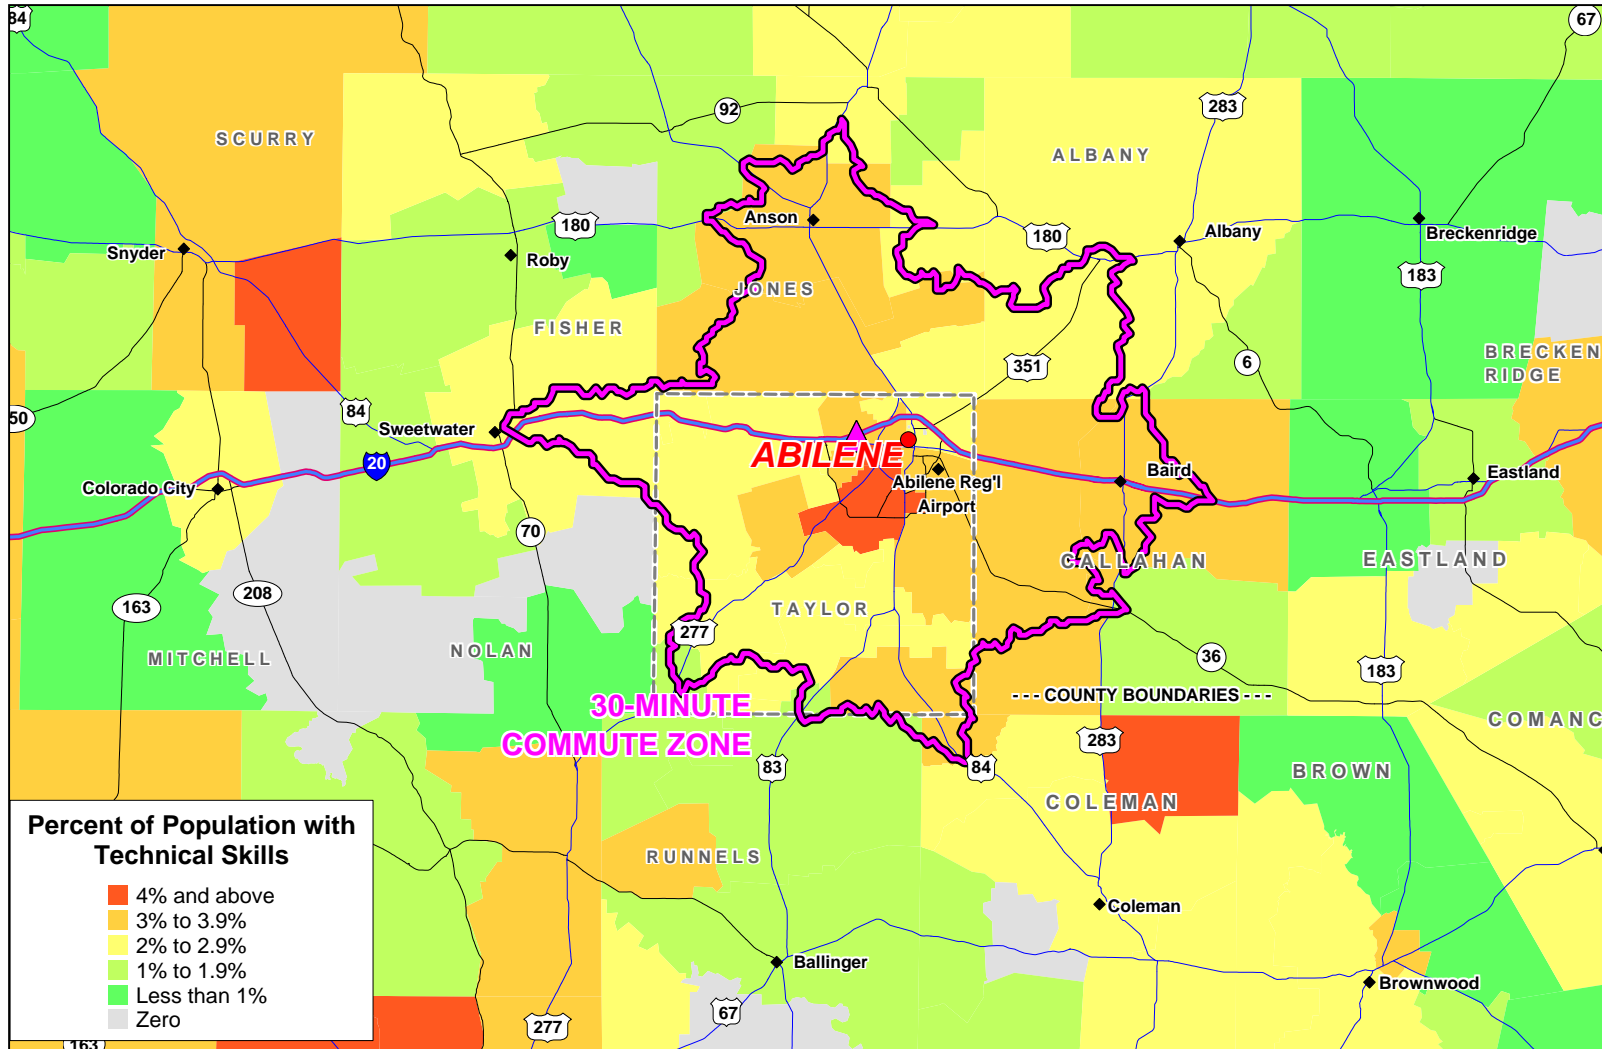 84
67
92
283
SCURRY
ALBANY
Anson
180
180
Albany
Breckenridge
Snyder
Roby
183
JONES
FISHER
BRECKEN
RIDGE
351
6
84
50
Sweetwater
ABILENE
20
Baird
Eastland
Colorado City
Abilene Reg'l
Airport
70
CALLAHAN
EASTLAND
208
163
TAYLOR
277
NOLAN
MITCHELL
36
183
30-MINUTE
COMMUTE ZONE
--- COUNTY BOUNDARIES ---
COMANC
283
83
84
BROWN
COLEMAN
Percent of Population with
Technical Skills
4% and above
3% to 3.9%
2% to 2.9%
1% to 1.9%
Less than 1%
Zero
RUNNELS
Coleman
Ballinger
Brownwood
67
277
163